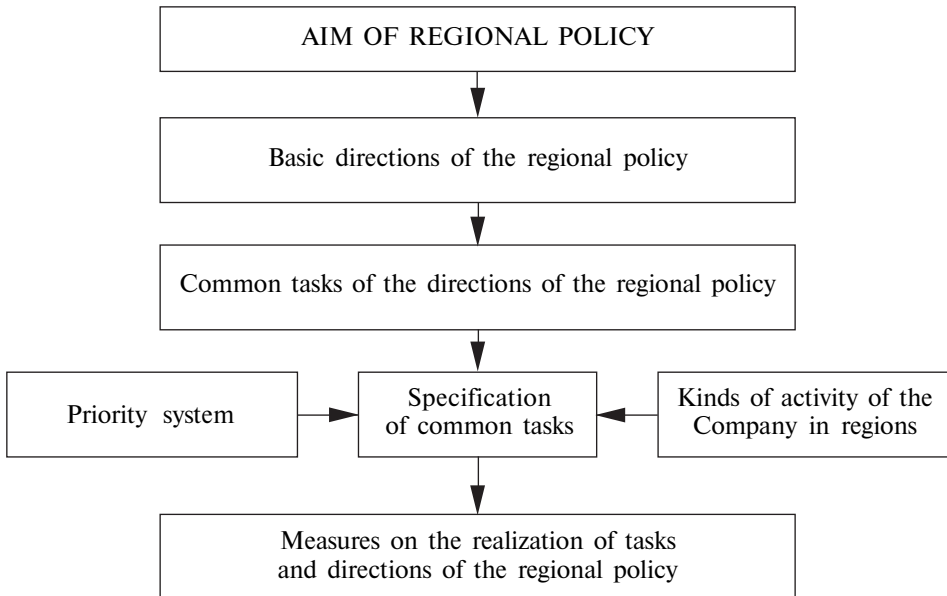 AIM OF REGIONAL POLICY
Basic directions of the regional policy
Common tasks of the directions of the regional policy
Priority system
Specification
of common tasks
Kinds of activity of the
Company in regions
Measures on the realization of tasks
and directions of the regional policy